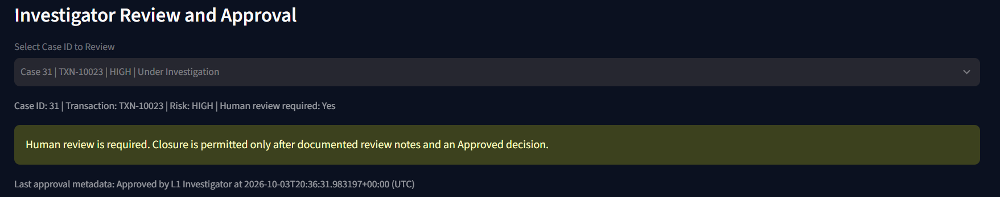 Investigator Review and Approval
Select Case ID to Review
Case 31 | TXN-10023 | HIGH | Under Investigation
Case ID: 31 | Transaction: TXN-10023 | Risk: HIGH | Human review required: Yes
Human review is required. Closure is permitted only after documented review notes and an Approved decision.
Last approval metadata: Approved by L1 Investigator at 2026-10-03T20:36:31.983197+00:00 (UTC)